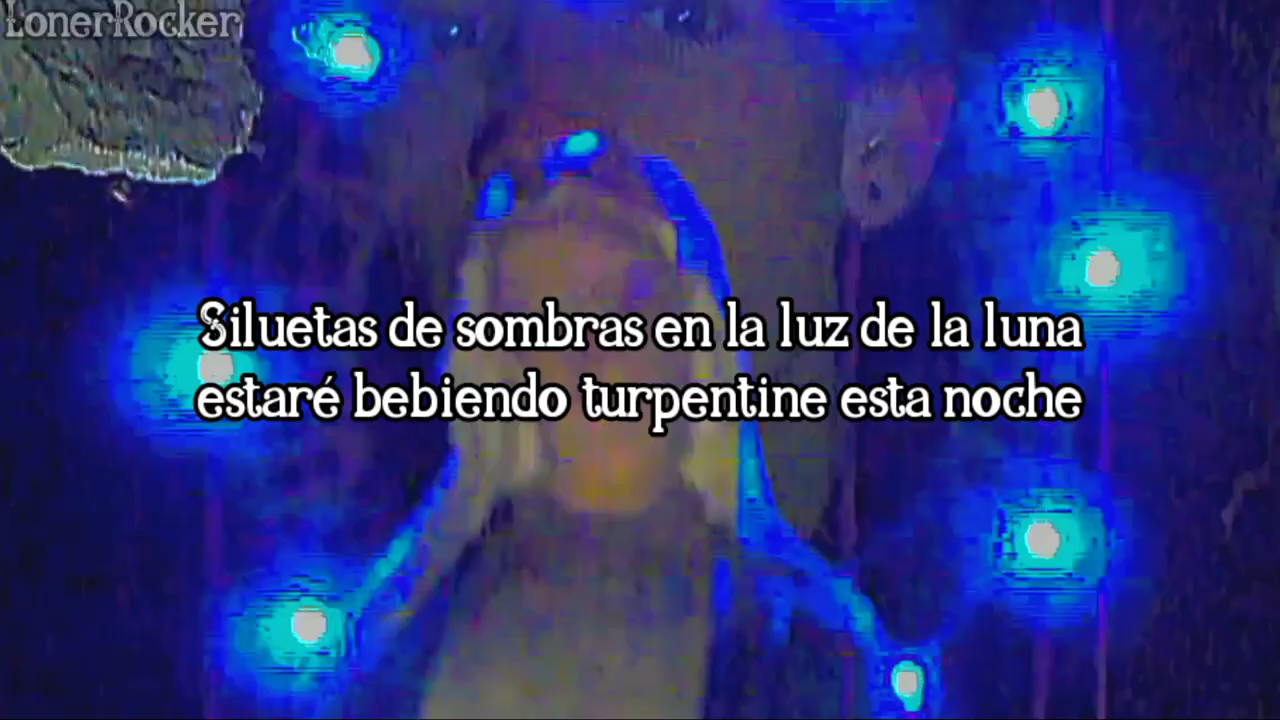 LonerRocker
Siluetas de sombras en la luz de la luna
estaré bebiendo turpentine esta noche